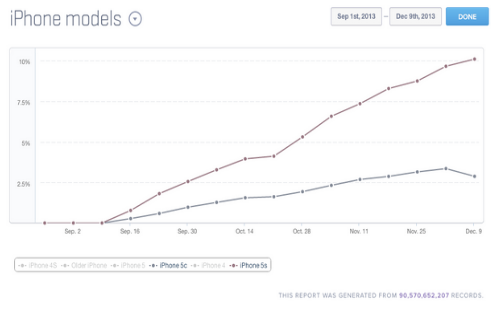 iPhone models
Sep 1st, 2013 – Dec 9th, 2013 DONE
10%
7.5%
5%
2.5%
Sep. 2 Sep. 16 Sep. 30 Oct. 14 Oct. 28 Nov. 11 Nov. 25 Dec. 9
iPhone 4S Older iPhone iPhone 5 iPhone 5c iPhone 4 iPhone 5s
THIS REPORT WAS GENERATED FROM 90,570,652,207 RECORDS.